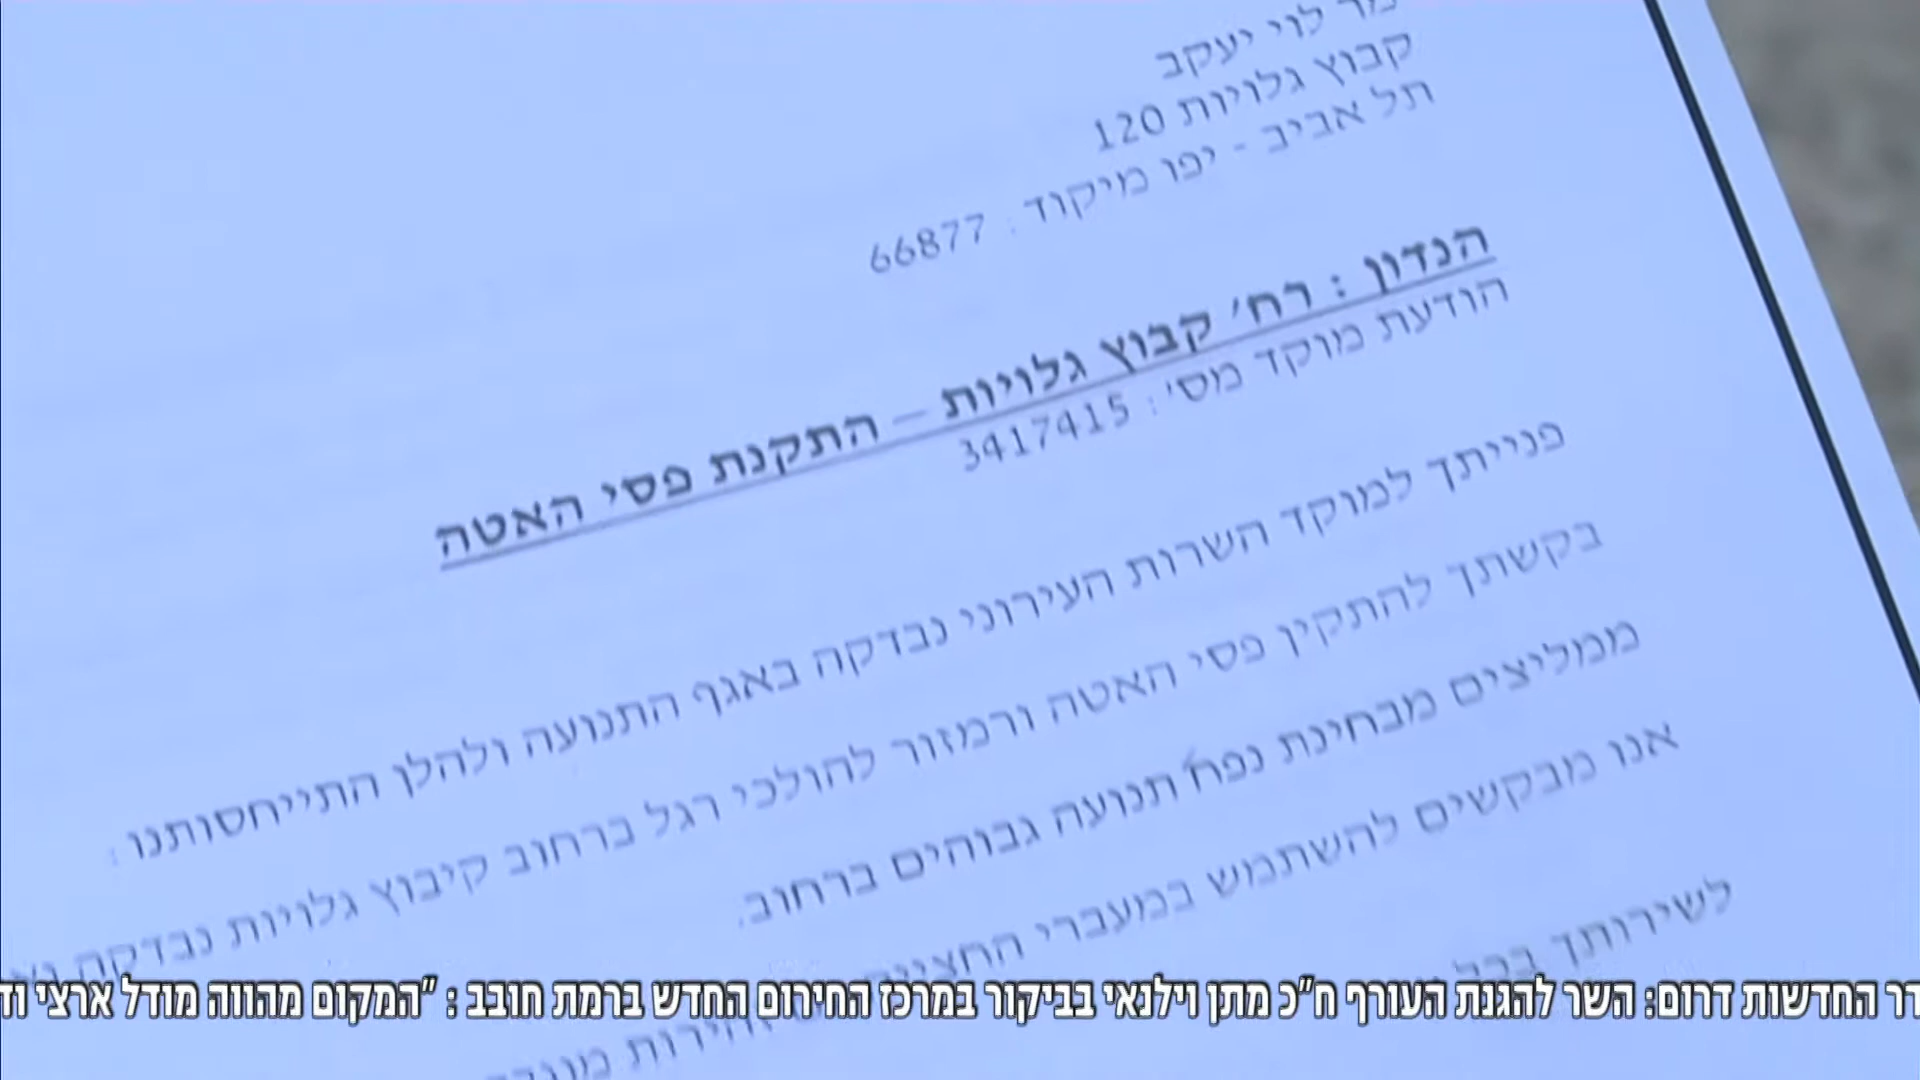 מר לוי יעקב
קבוץ גלויות 120
תל אביב - יפו מיקוד : 66877
הנדון : רח' קבוץ גלויות – התקנת פסי האטה
הודעת מוקד מס' : 3417415
פנייתך למוקד השרות העירוני נבדקה באגף התנועה ולהלן התייחסותנו :
בקשתך להתקין פסי האטה ורמזור להולכי רגל ברחוב קיבוץ גלויות נבדקה
ממליצים מבחינת נפח תנועה גבוהים ברחוב.
אנו מבקשים להשתמש במעברי
לשירותך בכל
דר החדשות דרום: השר להגנת העורף ח"כ מתן וילנאי בביקור במרכז החירום החדש ברמת חובב : "המקום מהווה מודל ארצי